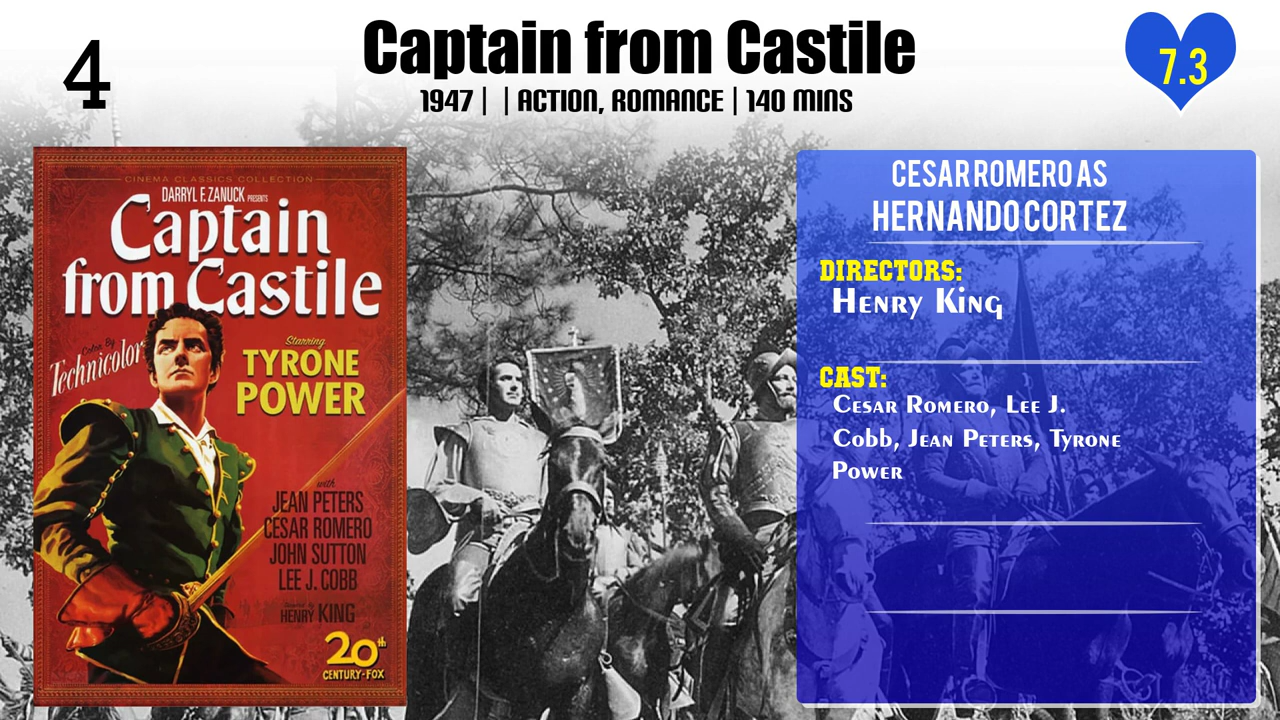 4
Captain from Castile
1947 | | ACTION, ROMANCE | 140 MINS
7.3
CINEMA CLASSICS COLLECTION
DARRYL F. ZANUCK PRESENTS
Captain
from Castile
Color By
Technicolor
Starring
TYRONE
POWER
with
JEAN PETERS
CESAR ROMERO
JOHN SUTTON
LEE J. COBB
Directed by
HENRY KING
20th
CENTURY-FOX
CESAR ROMERO AS
HERNANDO CORTEZ
DIRECTORS:
Henry King
CAST:
Cesar Romero, Lee J.
Cobb, Jean Peters, Tyrone
Power